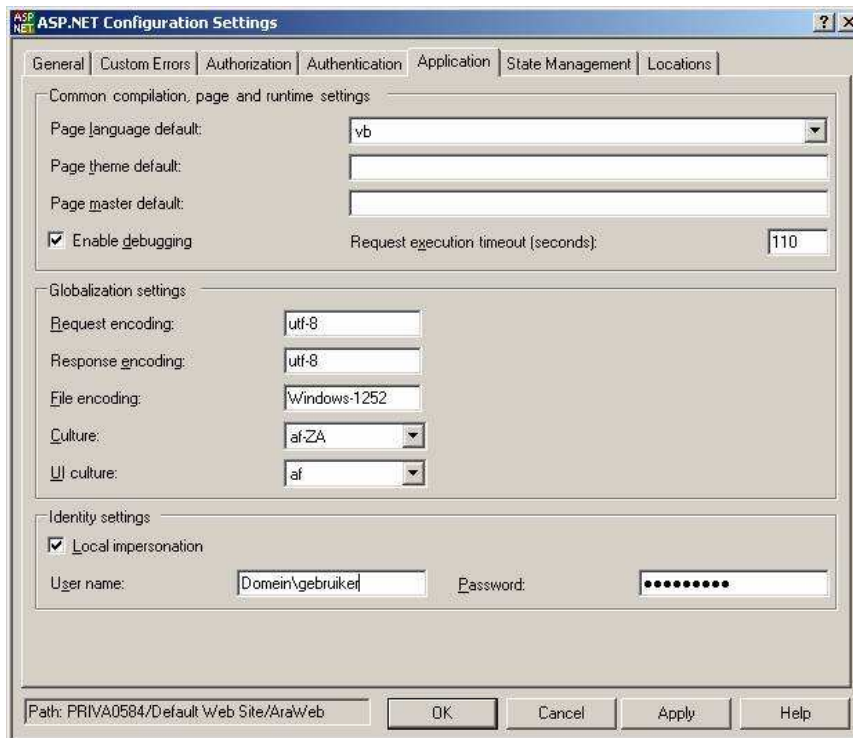 ASP.NET ASP.NET Configuration Settings
General Custom Errors Authorization Authentication Application State Management Locations
Common compilation, page and runtime settings
Page language default: vb
Page theme default:
Page master default:
Enable debugging Request execution timeout (seconds): 110
Globalization settings
Request encoding: utf-8
Response encoding: utf-8
File encoding: Windows-1252
Culture: af-ZA
UI culture: af
Identity settings
Local impersonation
User name: Domein\gebruiker Password: ●●●●●●●●●
Path: PRIVA0584/Default Web Site/AraWeb OK Cancel Apply Help